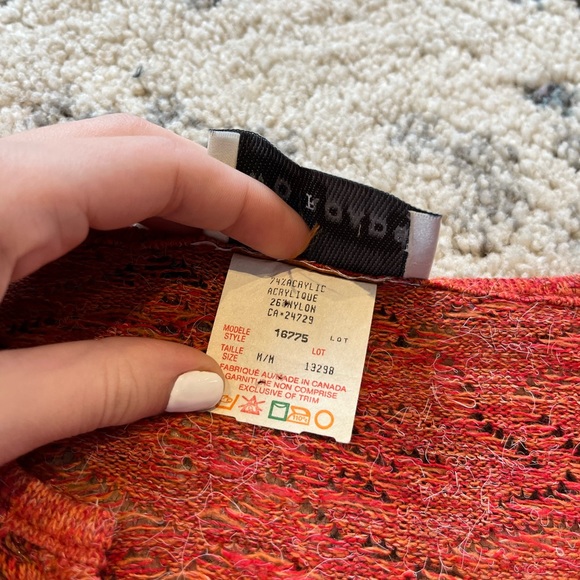 74%ACRYLIC
ACRYLIQUE
26%NYLON
CA*24729
MODELE
STYLE 16775 LOT
TAILLE
SIZE M/M LOT 13298
FABRIQUE AU/MADE IN CANADA
GARNITURE NON COMPRISE
EXCLUSIVE OF TRIM